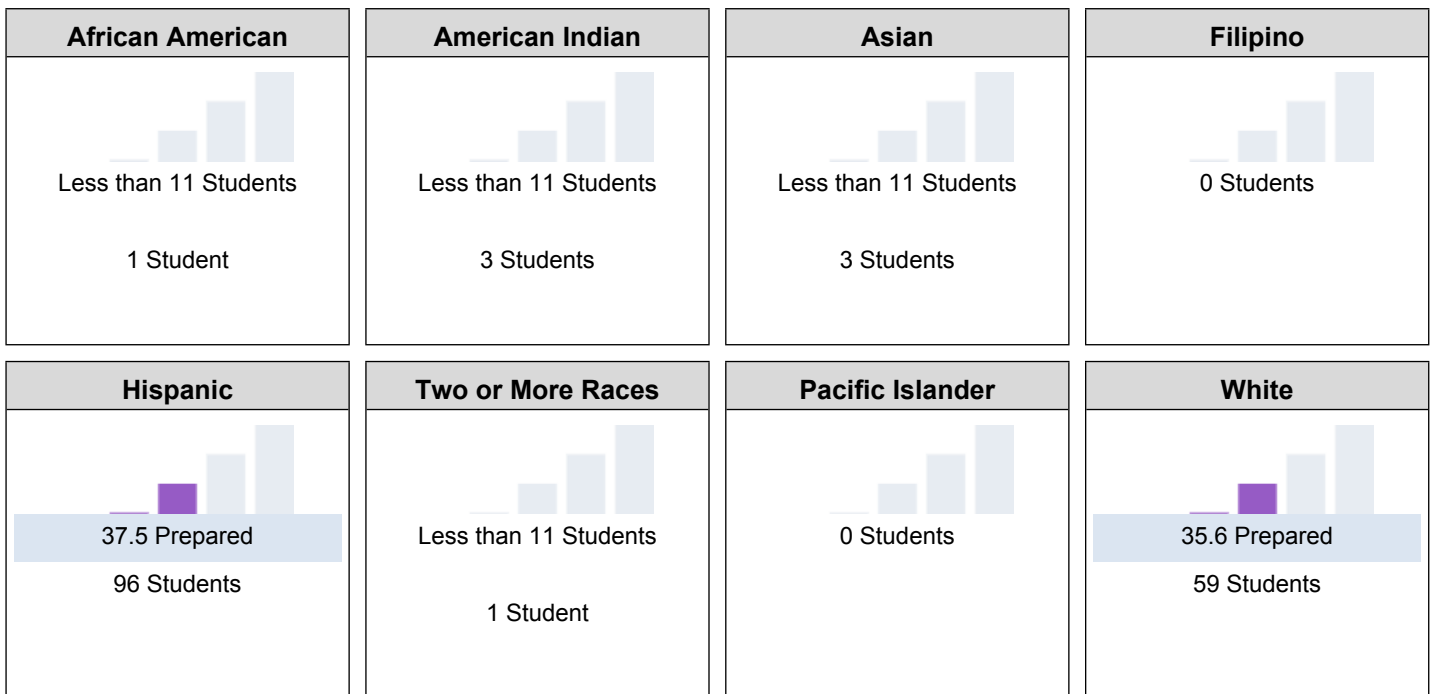 African American
Less than 11 Students
1 Student
American Indian
Less than 11 Students
3 Students
Asian
Less than 11 Students
3 Students
Filipino
0 Students
Hispanic
37.5 Prepared
96 Students
Two or More Races
Less than 11 Students
1 Student
Pacific Islander
0 Students
White
35.6 Prepared
59 Students